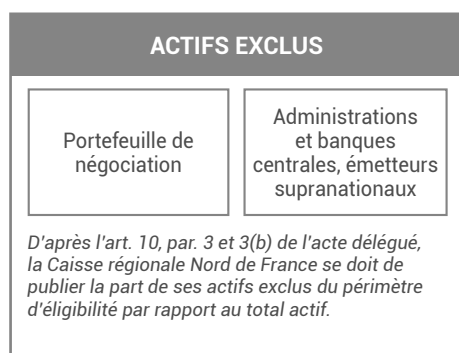 ACTIFS EXCLUS
Portefeuille de
négociation
Administrations
et banques
centrales, émetteurs
supranationaux
D'après l'art. 10, par. 3 et 3(b) de l'acte délégué,
la Caisse régionale Nord de France se doit de
publier la part de ses actifs exclus du périmètre
d'éligibilité par rapport au total actif.